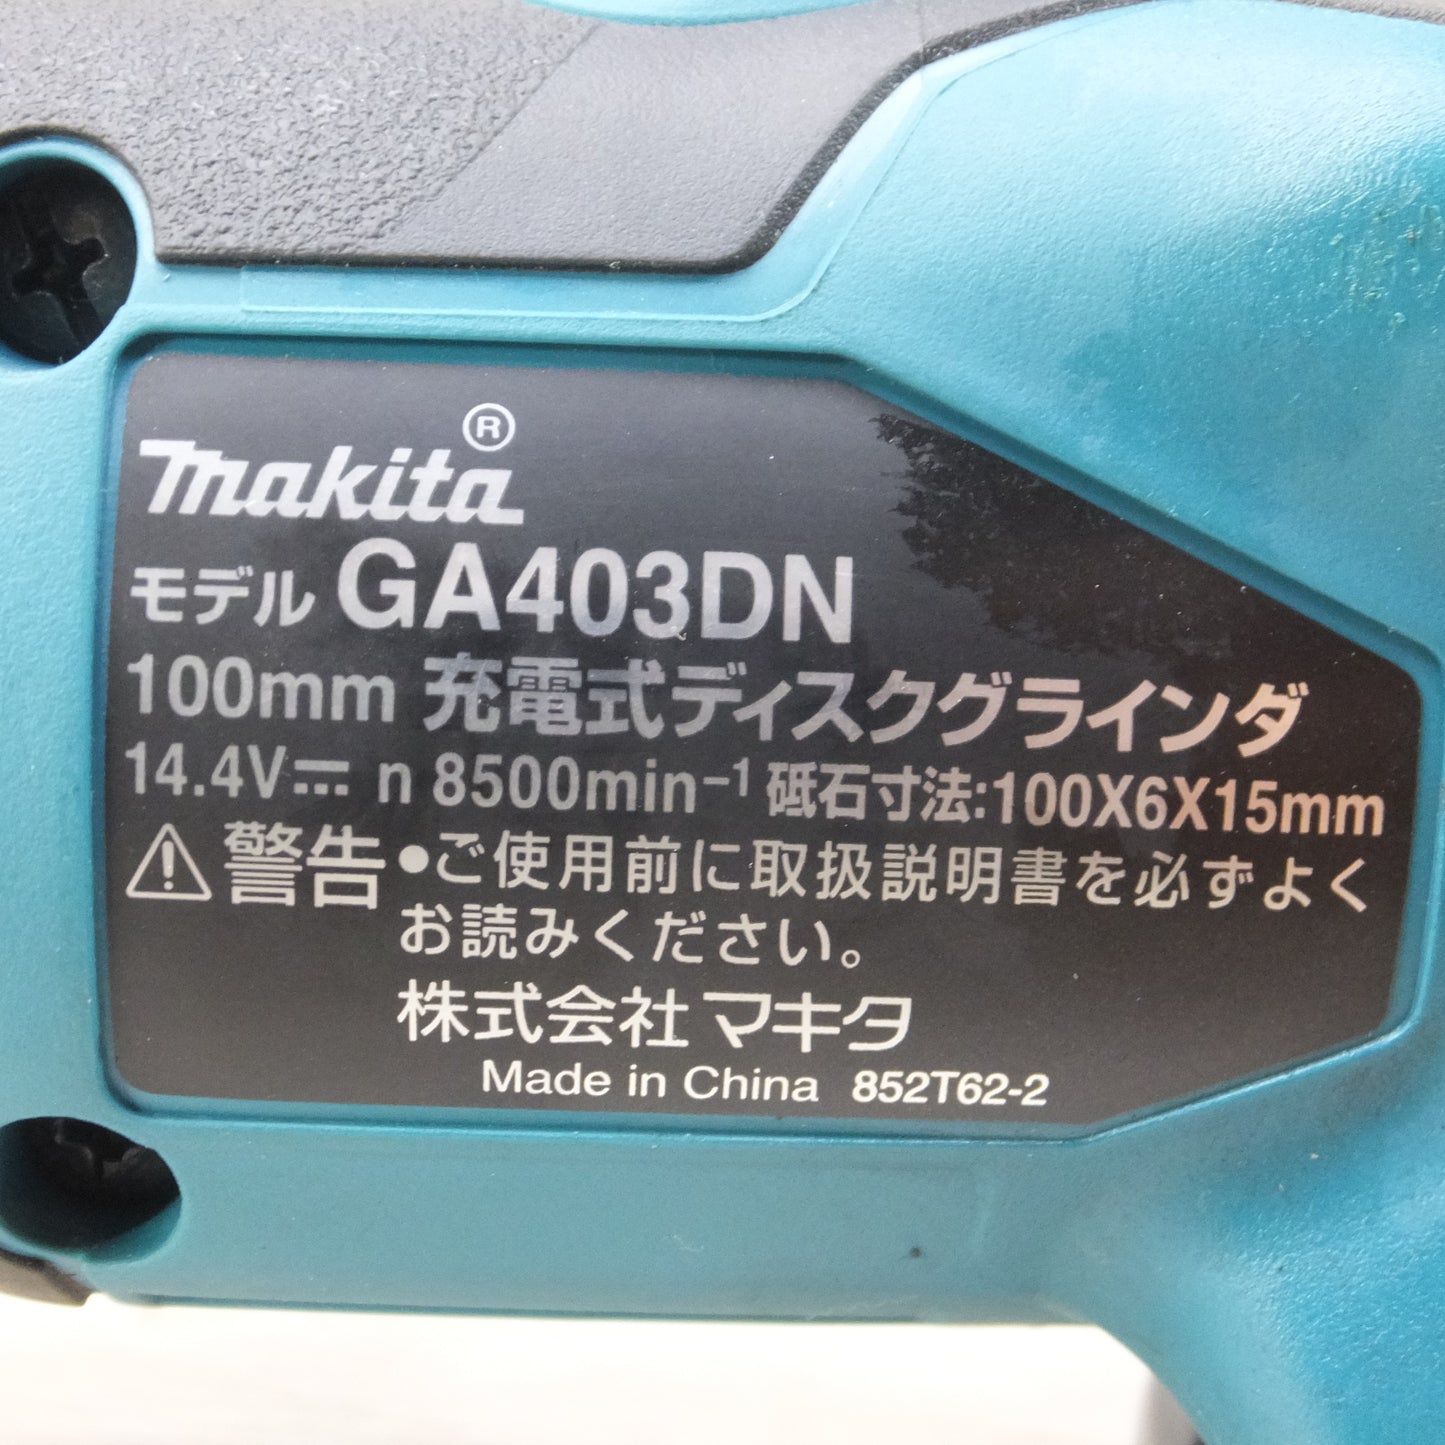 makita®
モデル GA403DN
100mm 充電式ディスクグラインダ
14.4V⎓ n 8500min⁻¹ 砥石寸法:100X6X15mm
⚠警告 ●ご使用前に取扱説明書を必ずよく
お読みください。
株式会社マキタ
Made in China 852T62-2